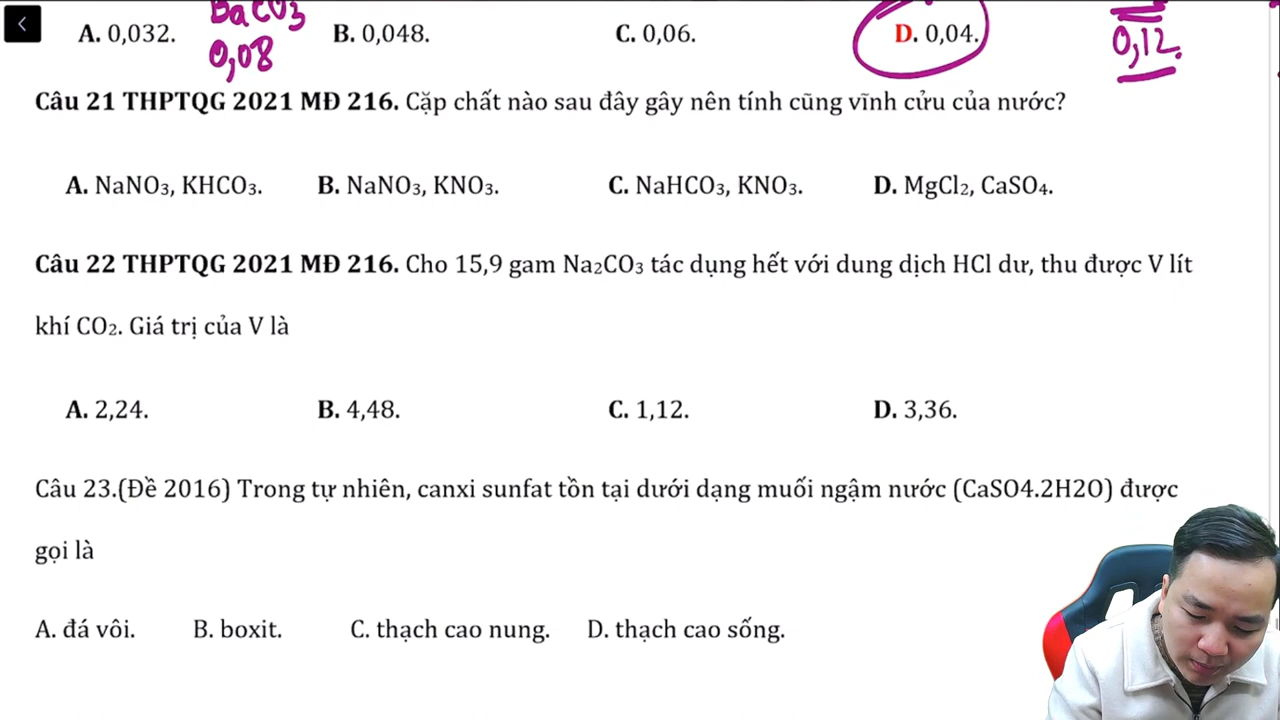 BaCO3
A. 0,032. B. 0,048. C. 0,06. D. 0,04.
0,08 0,12.
Câu 21 THPTQG 2021 MĐ 216. Cặp chất nào sau đây gây nên tính cũng vĩnh cửu của nước?
A. NaNO₃, KHCO₃. B. NaNO₃, KNO₃. C. NaHCO₃, KNO₃. D. MgCl₂, CaSO₄.
Câu 22 THPTQG 2021 MĐ 216. Cho 15,9 gam Na₂CO₃ tác dụng hết với dung dịch HCl dư, thu được V lít
khí CO₂. Giá trị của V là
A. 2,24. B. 4,48. C. 1,12. D. 3,36.
Câu 23.(Đề 2016) Trong tự nhiên, canxi sunfat tồn tại dưới dạng muối ngậm nước (CaSO4.2H2O) được
gọi là
A. đá vôi. B. boxit. C. thạch cao nung. D. thạch cao sống.